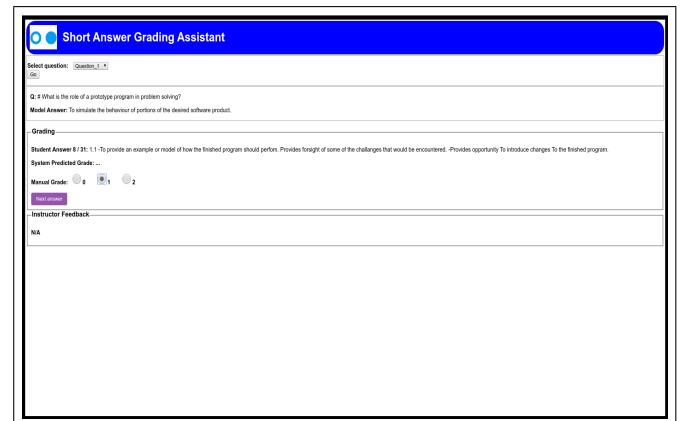 Short Answer Grading Assistant
Select question: Question_1
Go
Q: # What is the role of a prototype program in problem solving?
Model Answer: To simulate the behaviour of portions of the desired software product.
Grading
Student Answer 8 / 31: 1.1 -To provide an example or model of how the finished program should perfom. Provides forsight of some of the challanges that would be encountered. -Provides opportunity To introduce changes To the finished program.
System Predicted Grade: ...
Manual Grade: 0 1 2
Next answer
Instructor Feedback
N/A